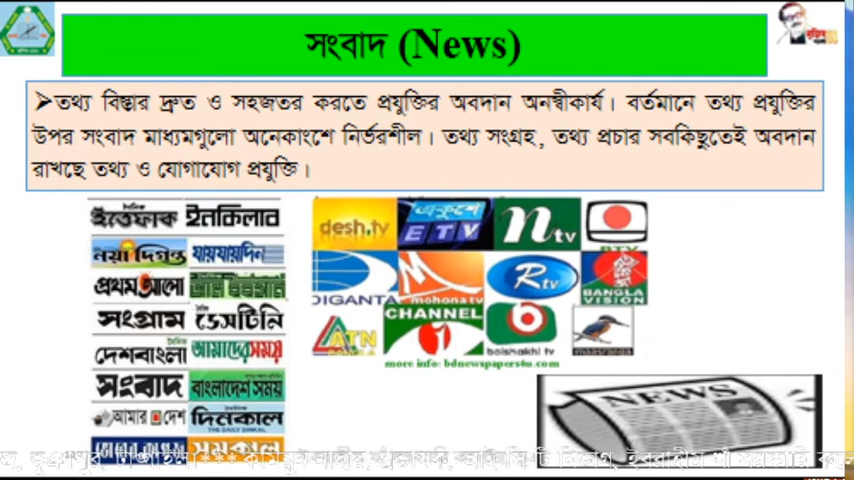 সংবাদ (News)
➢তথ্য বিস্তার দ্রুত ও সহজতর করতে প্রযুক্তির অবদান অনস্বীকার্য। বর্তমানে তথ্য প্রযুক্তির
উপর সংবাদ মাধ্যমগুলো অনেকাংশে নির্ভরশীল। তথ্য সংগ্রহ, তথ্য প্রচার সবকিছুতেই অবদান
রাখছে তথ্য ও যোগাযোগ প্রযুক্তি।
দৈনিক ইত্তেফাক ইনকিলাব
নয়া দিগন্ত যায়যায়দিন
প্রথম আলো
সংগ্রাম ডেসটিনি
দেশবাংলা আমাদের সময়
সংবাদ বাংলাদেশ সময়
আমার দেশ দিনকাল
THE DAILY DINKAL
সমকাল
desh.tv একুশে ETV ntv BTV
DIGANTA mohona tv Rtv BANGLA VISION
ATN BANGLA CHANNEL i boishakhi tv maasranga
more info: bdnewspapers4u.com
NEWS